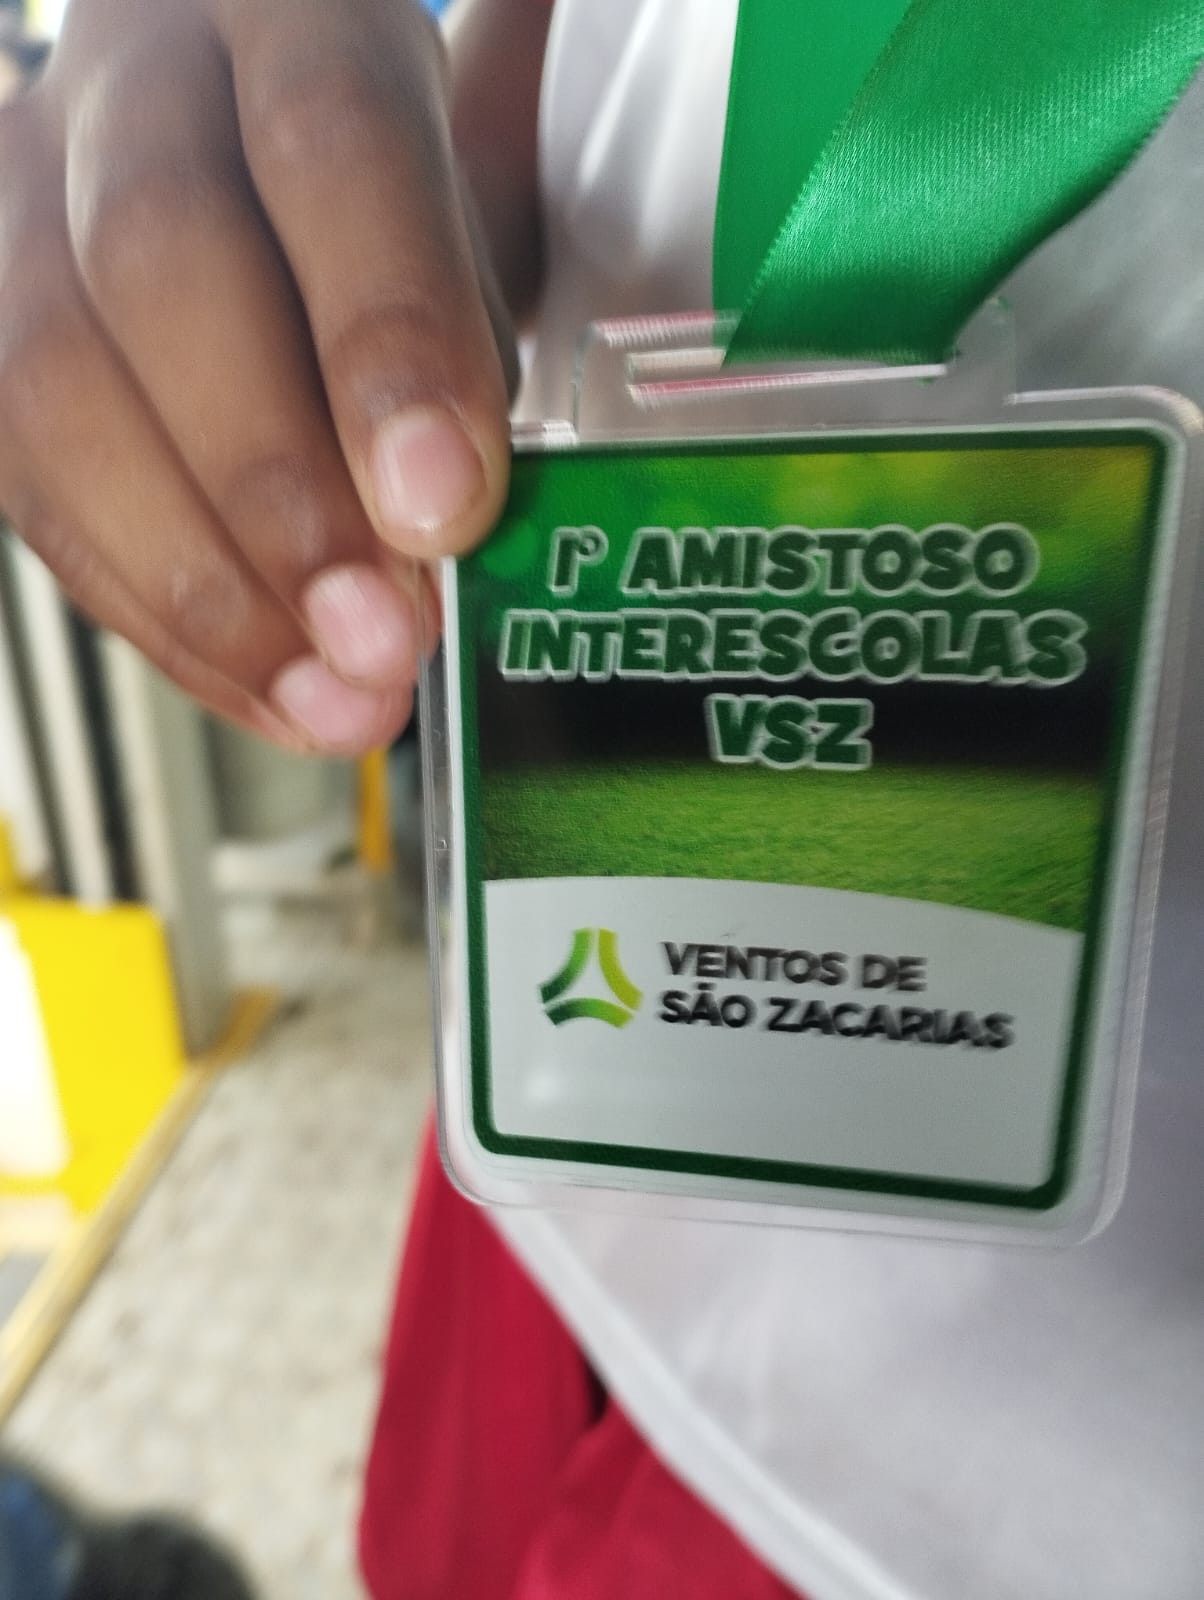 1° AMISTOSO
INTERESCOLAS
VSZ
VENTOS DE
SÃO ZACARIAS